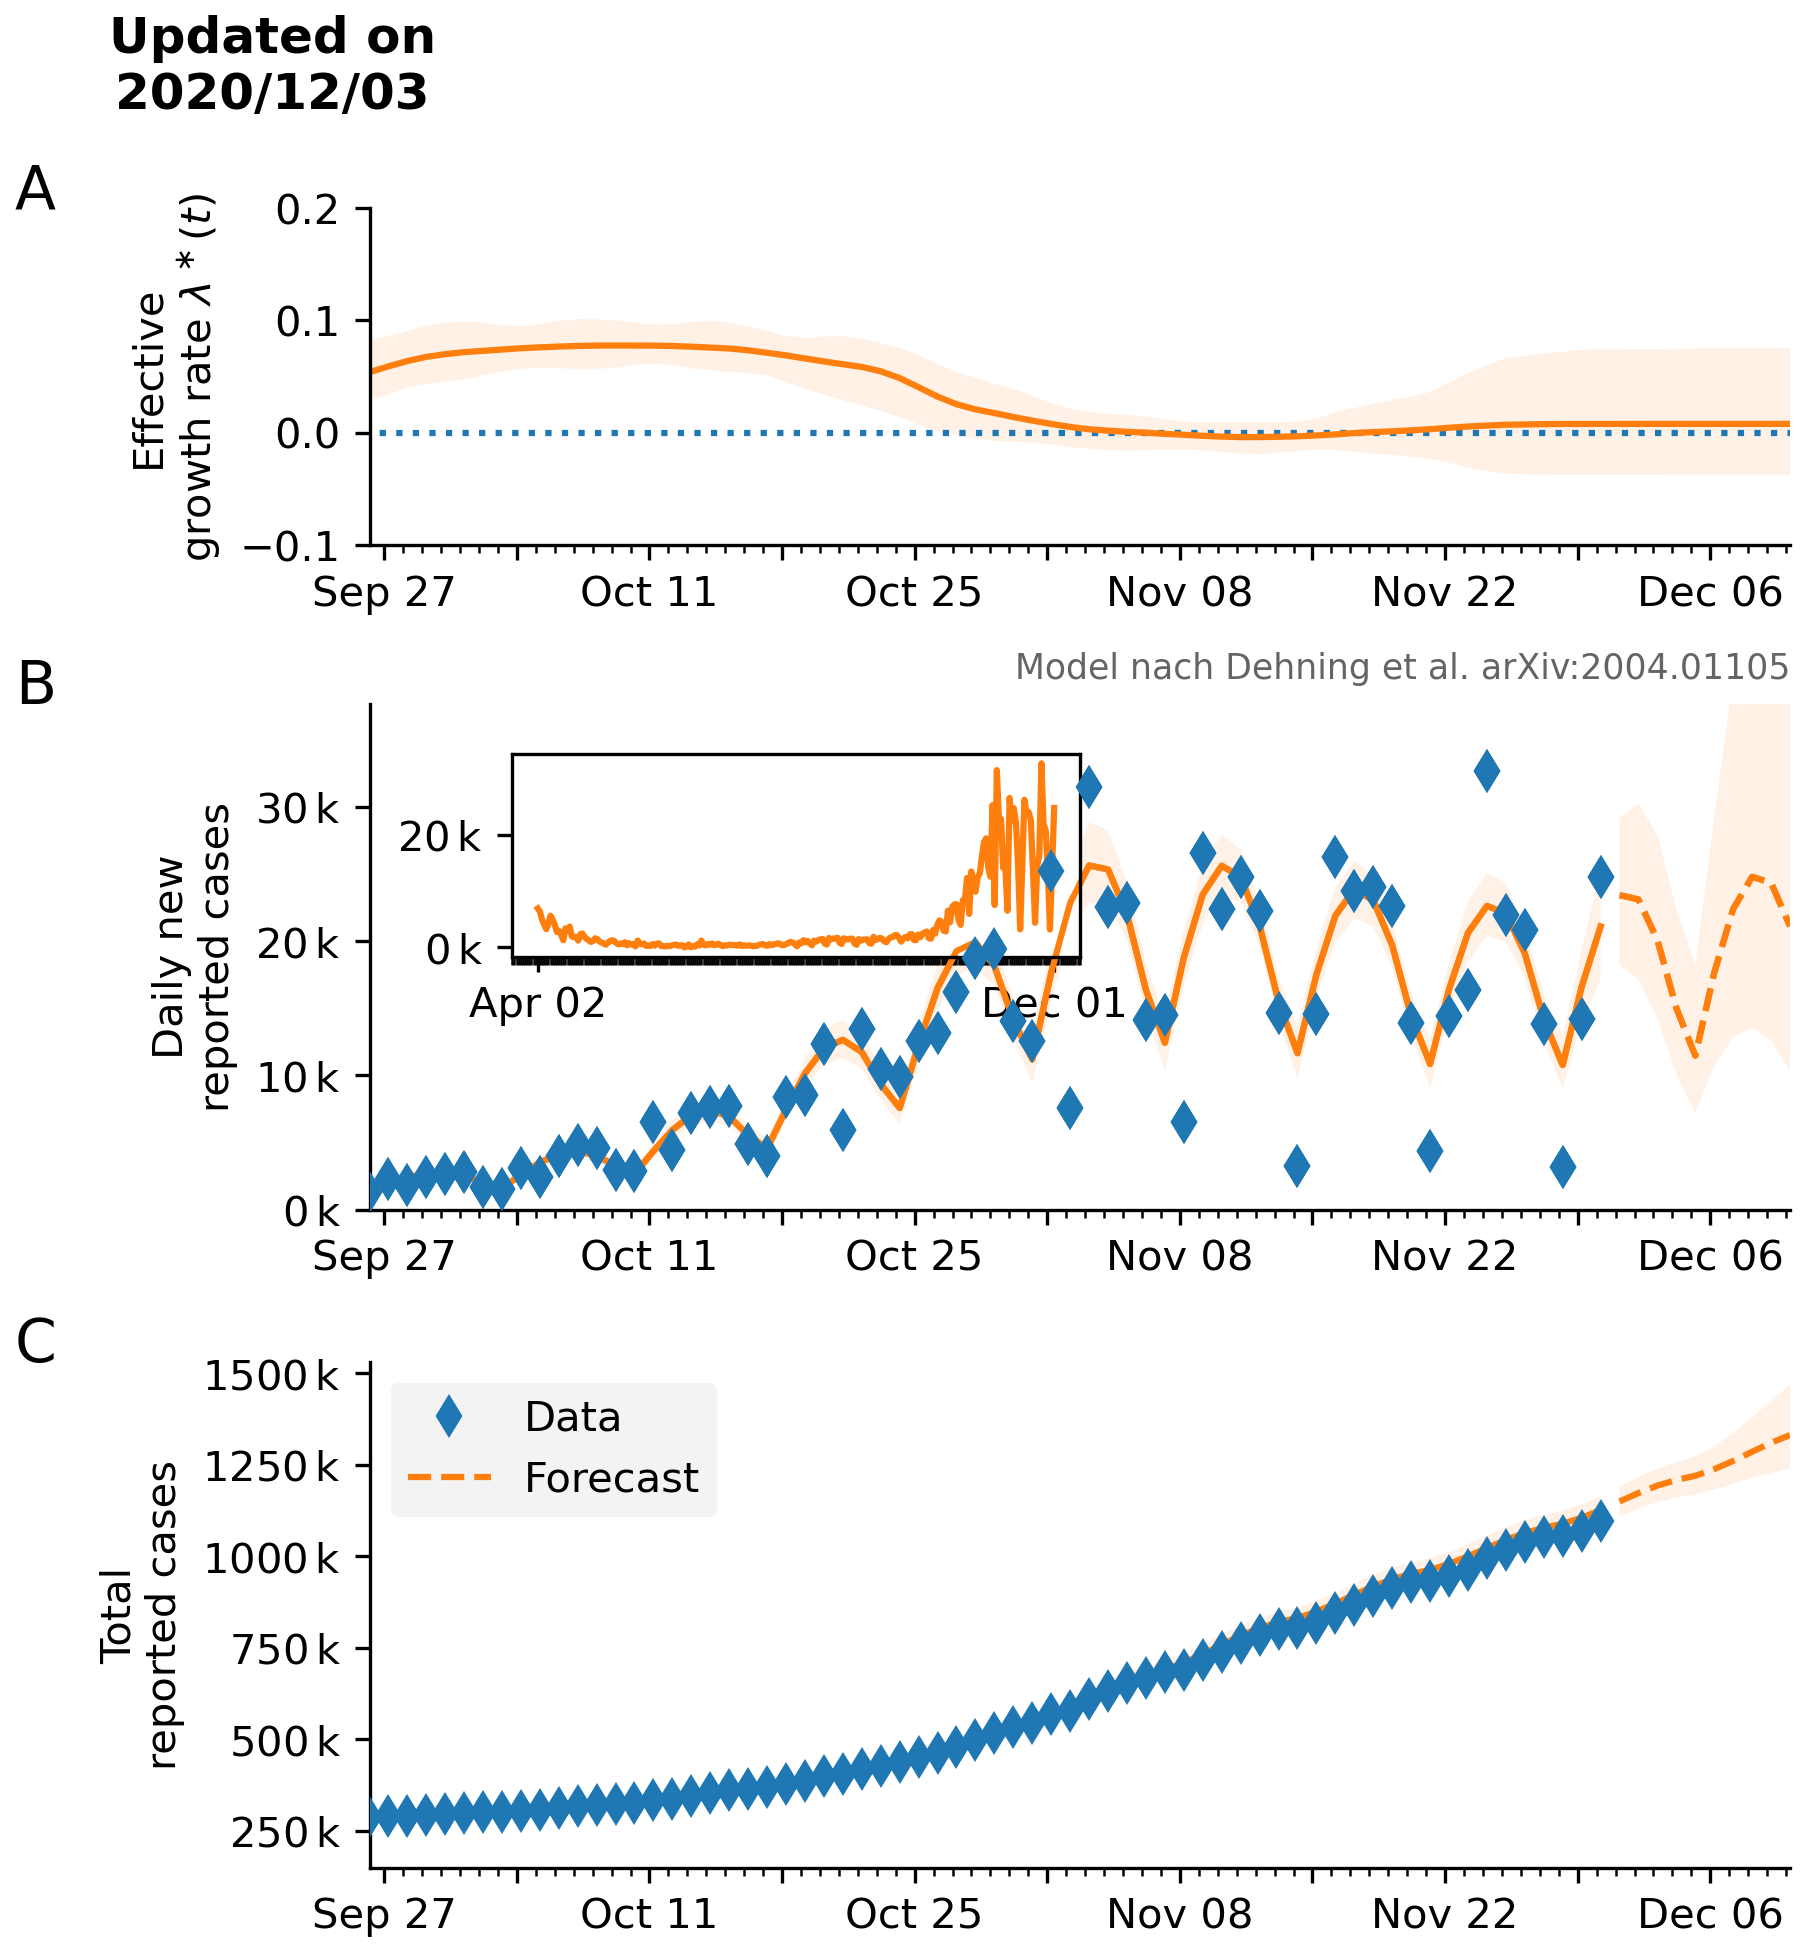 Updated on
2020/12/03
A
Effective
growth rate λ * (t)
0.2
0.1
0.0
−0.1
Sep 27
Oct 11
Oct 25
Nov 08
Nov 22
Dec 06
B
Model nach Dehning et al. arXiv:2004.01105
Daily new
reported cases
30 k
20 k
10 k
0 k
20 k
0 k
Apr 02
Dec 01
Sep 27
Oct 11
Oct 25
Nov 08
Nov 22
Dec 06
C
Total
reported cases
1500 k
1250 k
1000 k
750 k
500 k
250 k
Data
Forecast
Sep 27
Oct 11
Oct 25
Nov 08
Nov 22
Dec 06